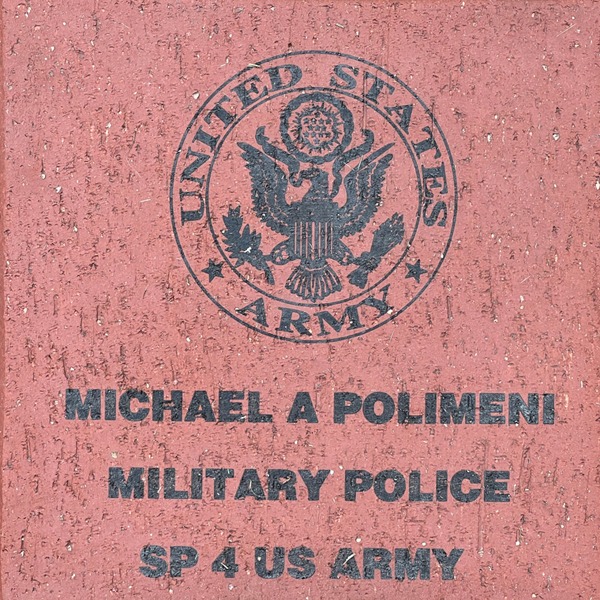 UNITED STATES
ARMY
MICHAEL A POLIMENI
MILITARY POLICE
SP 4 US ARMY